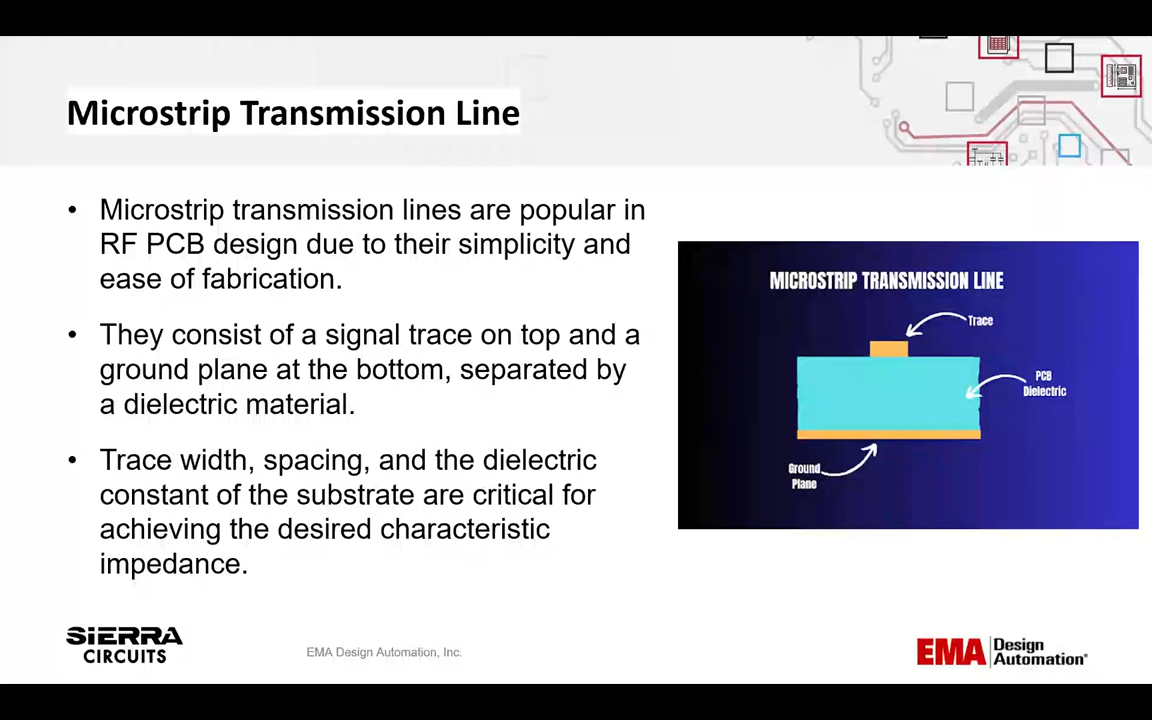 Microstrip Transmission Line
• Microstrip transmission lines are popular in
RF PCB design due to their simplicity and
ease of fabrication.
• They consist of a signal trace on top and a
ground plane at the bottom, separated by
a dielectric material.
• Trace width, spacing, and the dielectric
constant of the substrate are critical for
achieving the desired characteristic
impedance.
MICROSTRIP TRANSMISSION LINE
Trace
PCB
Dielectric
Ground
Plane
SIERRA
CIRCUITS
EMA Design Automation, Inc.
EMA Design
Automation®